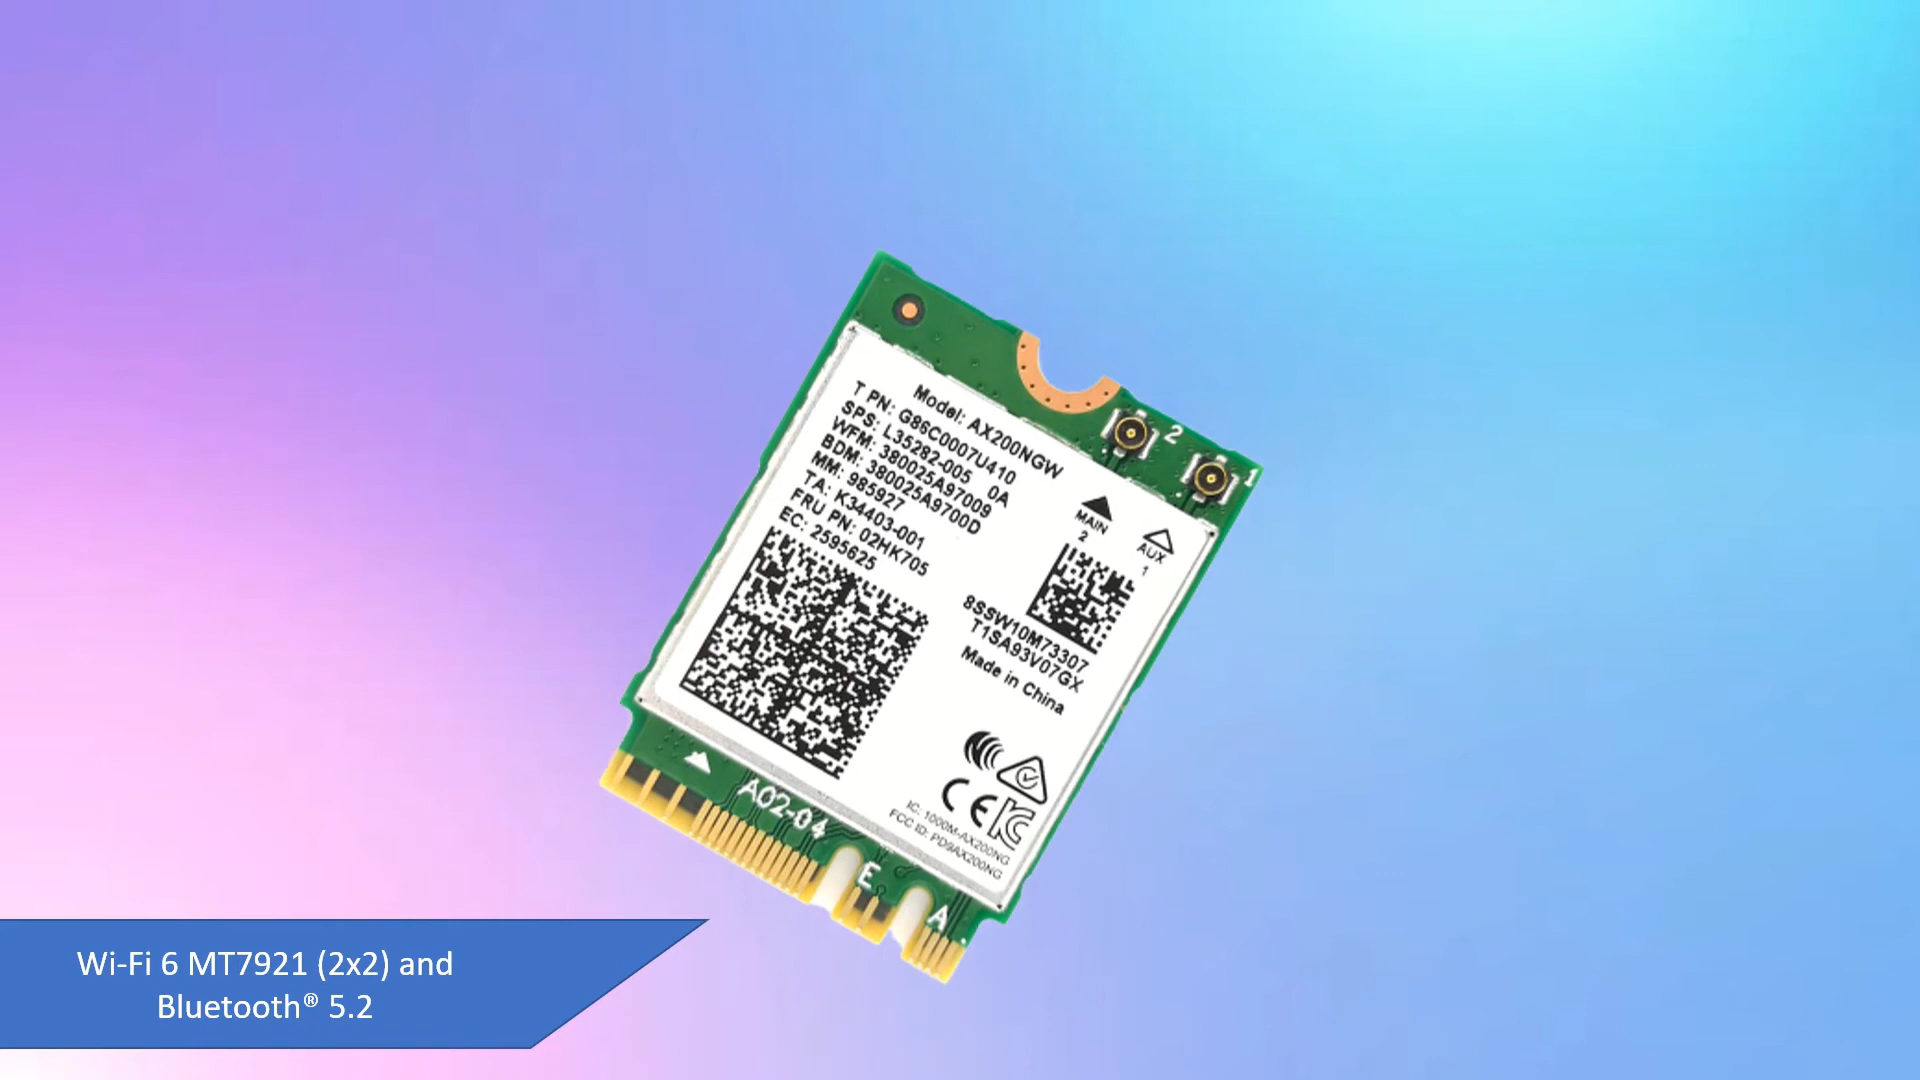 2
1
Model: AX200NGW
T PN: G86C0007U410
SPS: L35282-005 0A
WFM: 380025A97009
BDM: 380025A9700D
MM: 985927
TA: K34403-001
FRU PN: 02HK705
EC: 2595625
MAIN
2
AUX
1
8SSW10M73307
T1SA93V07GX
Made in China
CE
IC: 1000M-AX200NG
FCC ID: PD9AX200NG
A02-04
E
A
Wi-Fi 6 MT7921 (2x2) and
Bluetooth® 5.2